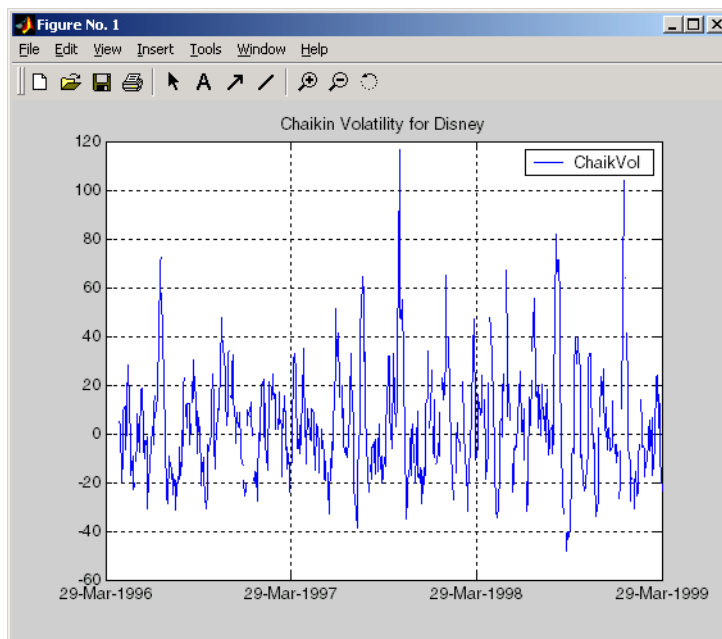 Figure No. 1
File Edit View Insert Tools Window Help
A
Chaikin Volatility for Disney
ChaikVol
120
100
80
60
40
20
0
-20
-40
-60
29-Mar-1996 29-Mar-1997 29-Mar-1998 29-Mar-1999